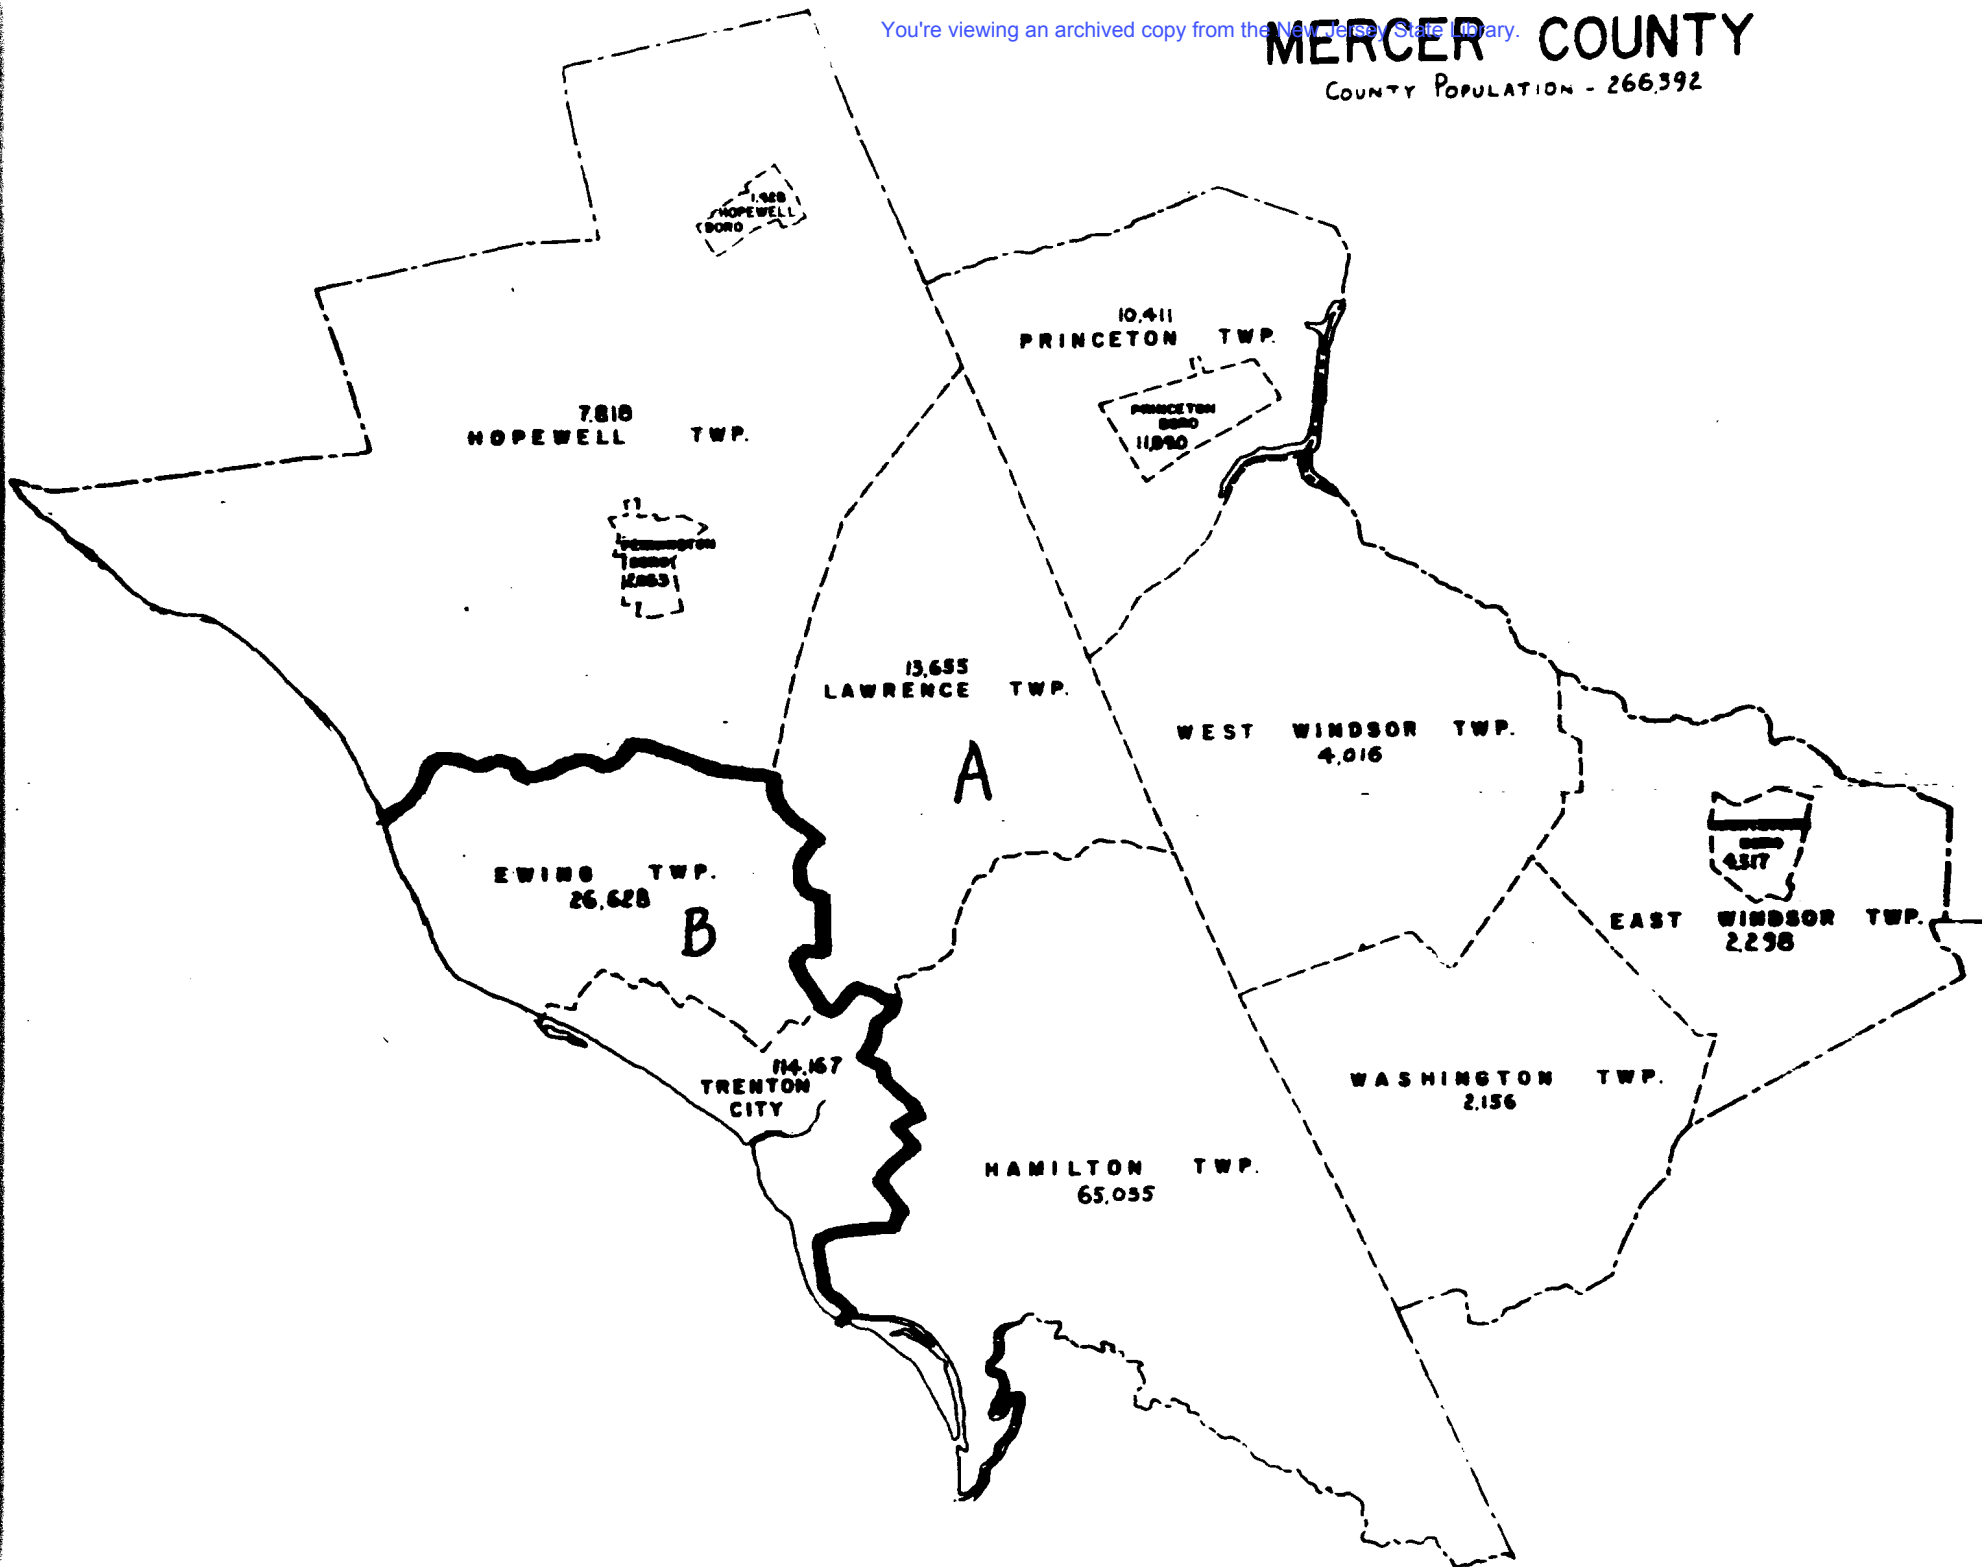 You're viewing an archived copy from the New Jersey State Library.
MERCER COUNTY
COUNTY POPULATION - 266,392
1,928
HOPEWELL
BORO
10,411
PRINCETON TWP.
PRINCETON
BORO
11,890
7,818
HOPEWELL TWP.
PENNINGTON
BORO
13,655
LAWRENCE TWP.
A
WEST WINDSOR TWP.
4,016
BORO
4,317
EWING TWP.
26,628
B
EAST WINDSOR TWP.
2,298
114,167
TRENTON
CITY
WASHINGTON TWP.
2,156
HAMILTON TWP.
65,035